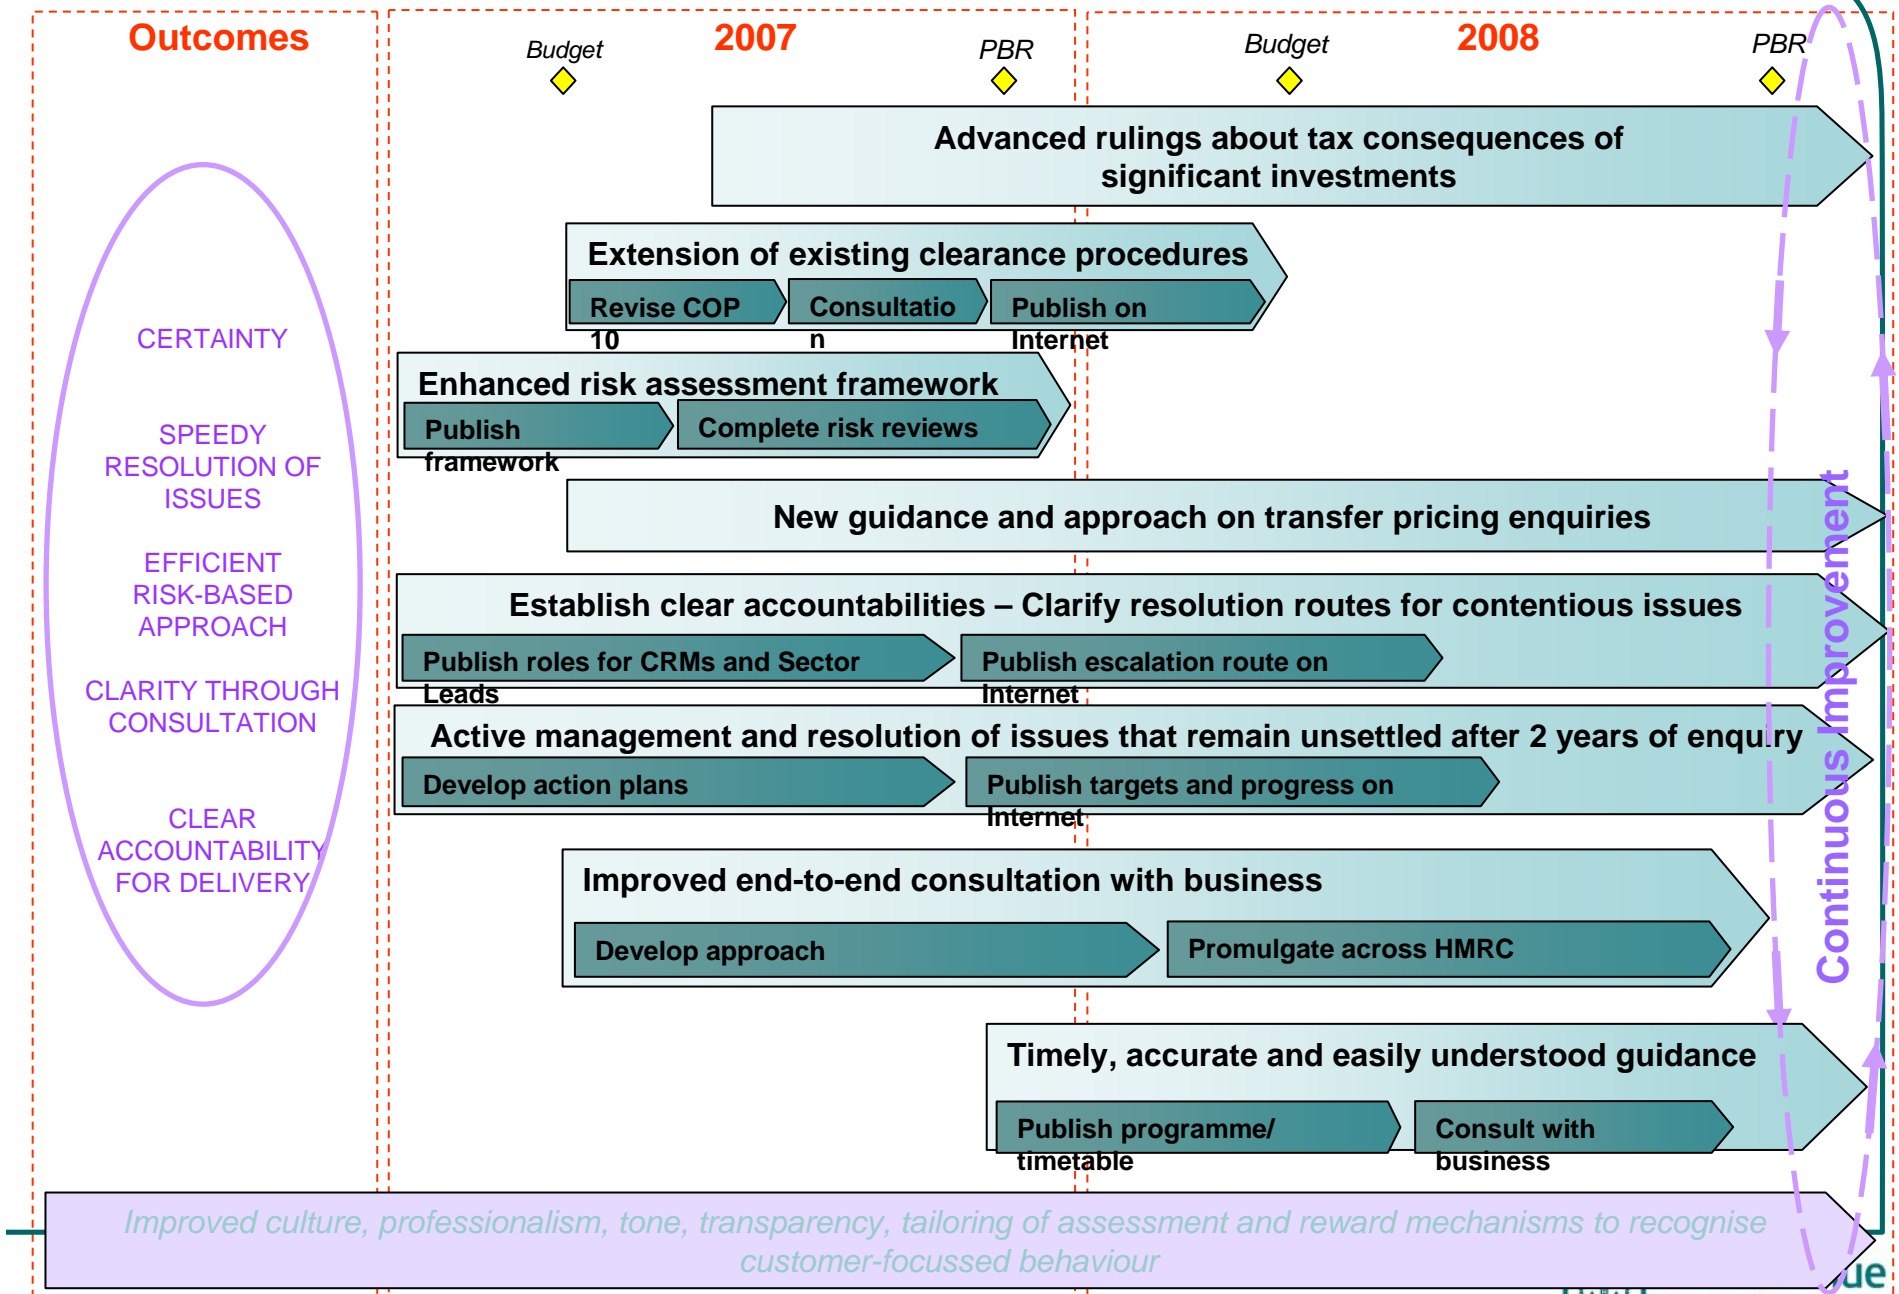 Outcomes
2007
2008
Budget
PBR
Budget
PBR
Advanced rulings about tax consequences of
significant investments
Extension of existing clearance procedures
Revise COP
10
Consultatio
n
Publish on
Internet
Enhanced risk assessment framework
Publish
framework
Complete risk reviews
New guidance and approach on transfer pricing enquiries
Establish clear accountabilities – Clarify resolution routes for contentious issues
Publish roles for CRMs and Sector
Leads
Publish escalation route on
Internet
Active management and resolution of issues that remain unsettled after 2 years of enquiry
Develop action plans
Publish targets and progress on
Internet
Improved end-to-end consultation with business
Develop approach
Promulgate across HMRC
Timely, accurate and easily understood guidance
Publish programme/
timetable
Consult with
business
CERTAINTY
SPEEDY
RESOLUTION OF
ISSUES
EFFICIENT
RISK-BASED
APPROACH
CLARITY THROUGH
CONSULTATION
CLEAR
ACCOUNTABILITY
FOR DELIVERY
Continuous Improvement
Improved culture, professionalism, tone, transparency, tailoring of assessment and reward mechanisms to recognise
customer-focussed behaviour